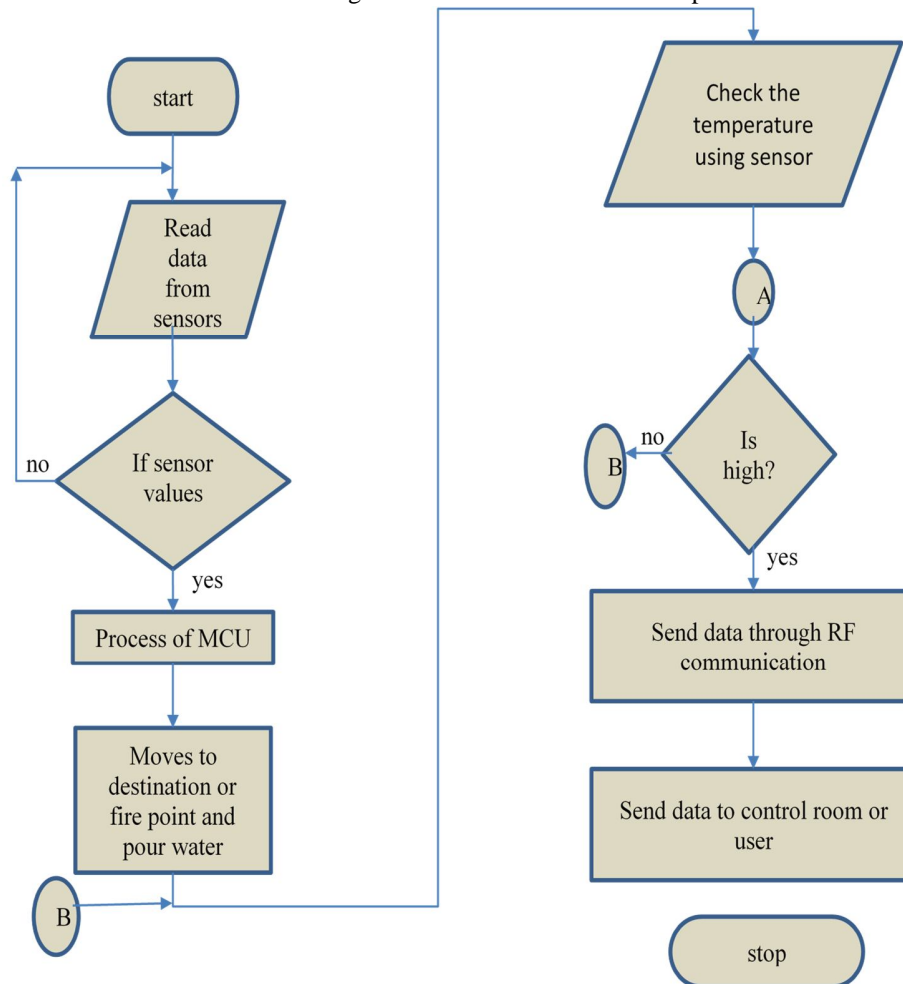 start
Read
data
from
sensors
no
If sensor
values
yes
Process of MCU
Moves to
destination or
fire point and
pour water
B
Check the
temperature
using sensor
A
no
B
Is
high?
yes
Send data through RF
communication
Send data to control room or
user
stop